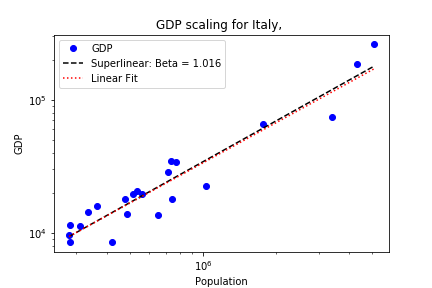 GDP scaling for Italy,
GDP
Superlinear: Beta = 1.016
Linear Fit
10^5
10^4
GDP
10^6
Population